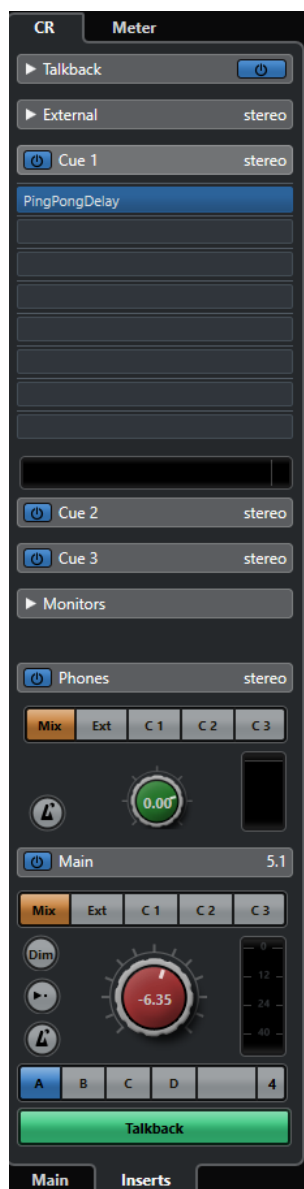 CR Meter
Talkback
External stereo
Cue 1 stereo
PingPongDelay
Cue 2 stereo
Cue 3 stereo
Monitors
Phones stereo
Mix Ext C 1 C 2 C 3
0.00
Main 5.1
Mix Ext C 1 C 2 C 3
Dim
0
12
-6.35
24
40
A B C D 4
Talkback
Main Inserts